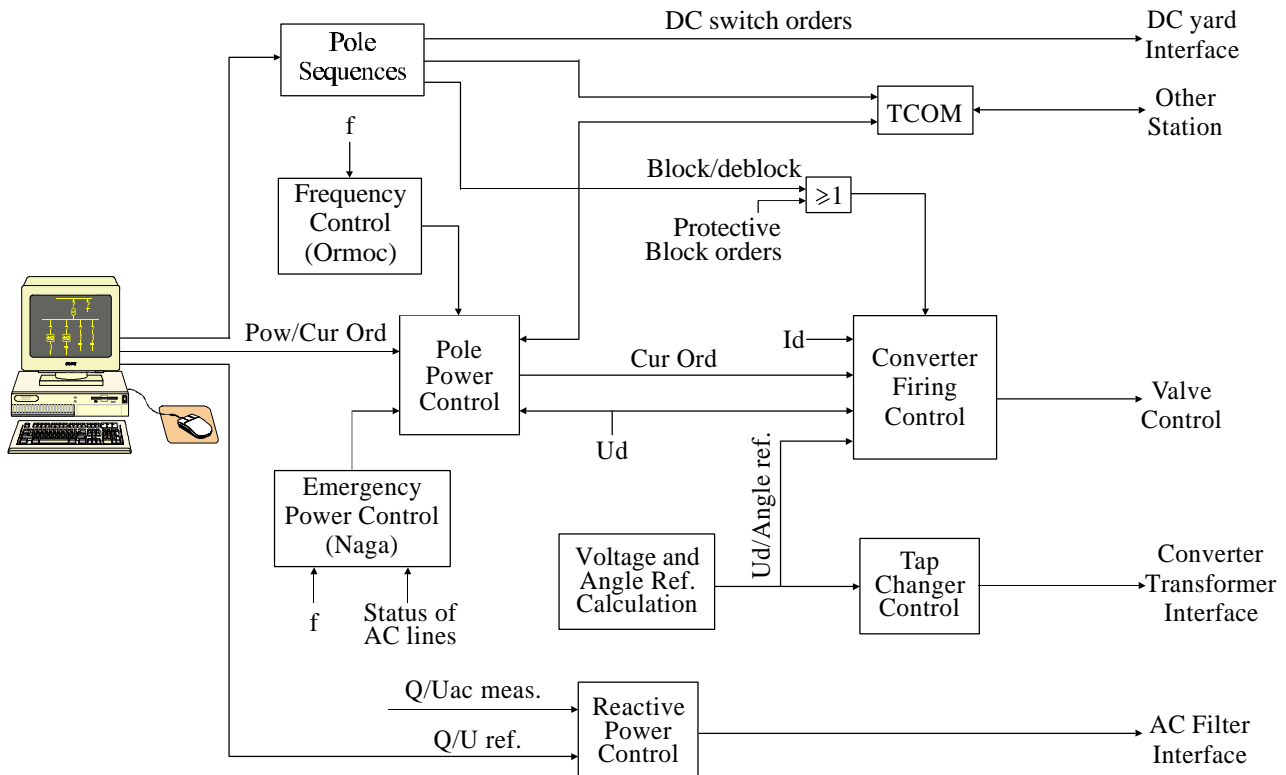 DC switch orders
DC yard
Interface
Pole
Sequences
TCOM
Other
Station
f
Block/deblock
≥1
Frequency
Control
(Ormoc)
Protective
Block orders
Pow/Cur Ord
Pole
Power
Control
Id
Cur Ord
Converter
Firing
Control
Valve
Control
Ud
Ud/Angle ref.
Emergency
Power Control
(Naga)
f
Status of
AC lines
Voltage and
Angle Ref.
Calculation
Tap
Changer
Control
Converter
Transformer
Interface
Q/Uac meas.
Q/U ref.
Reactive
Power
Control
AC Filter
Interface